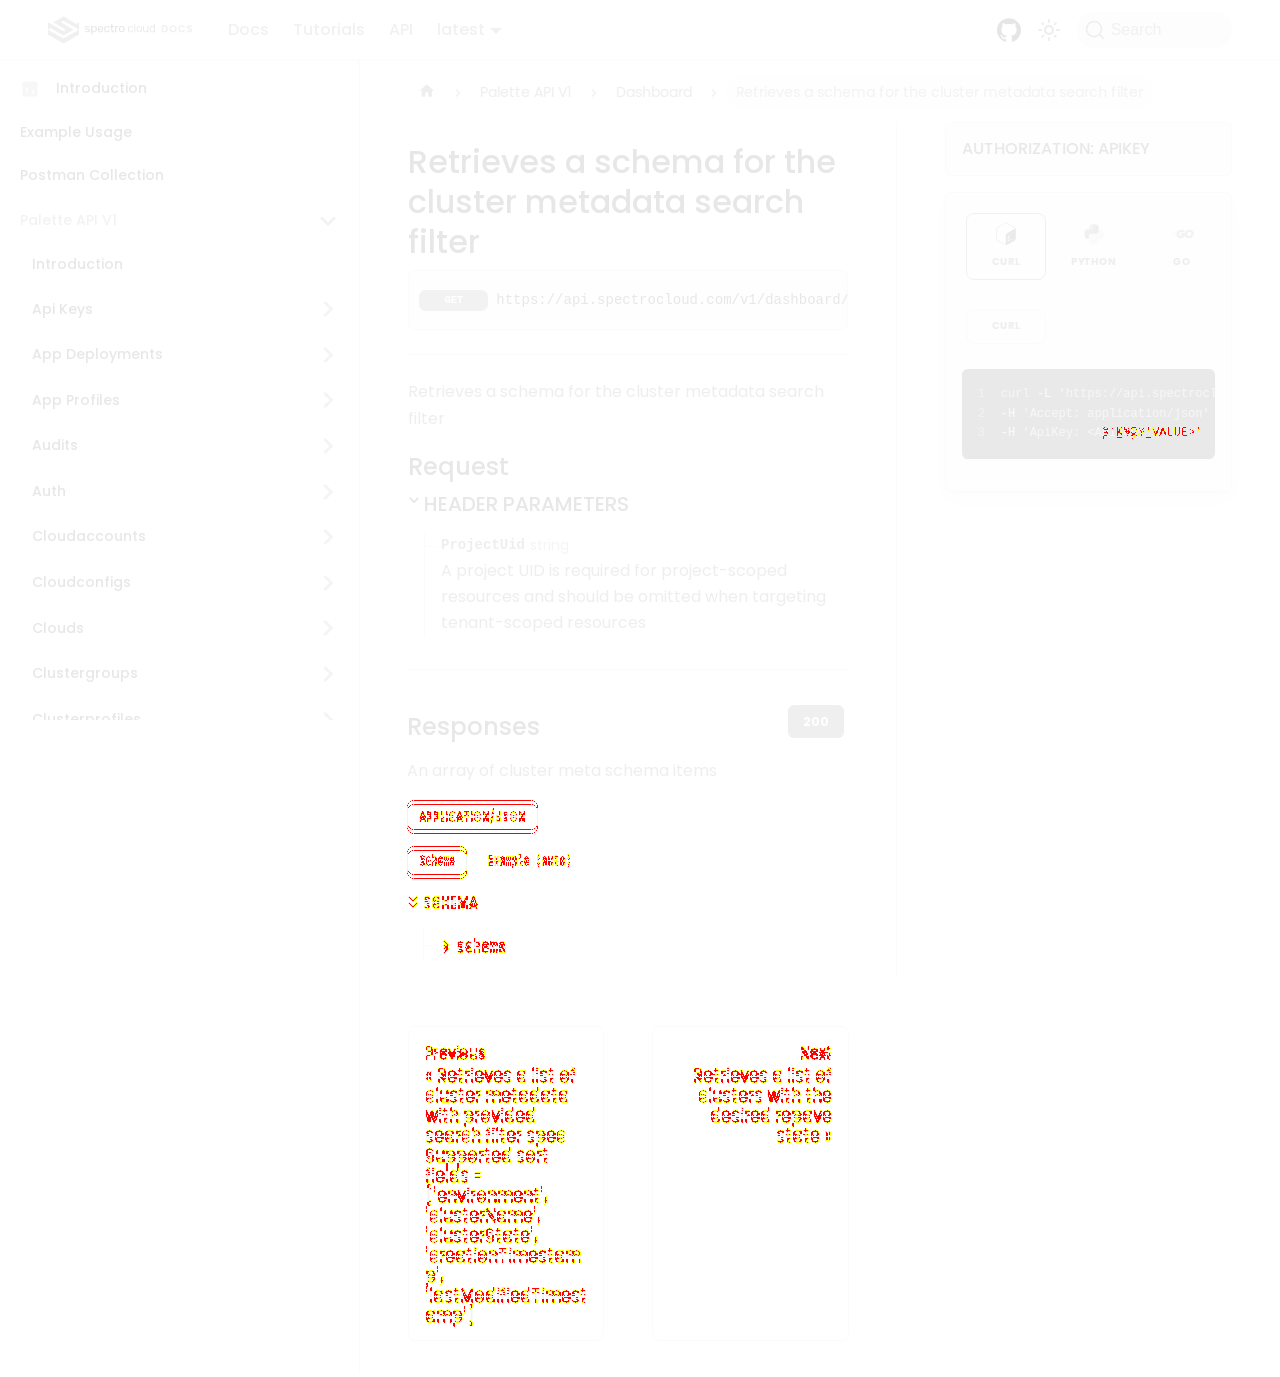 spectro cloud DOCS
Docs
Tutorials
API
latest
Search
Introduction
Example Usage
Postman Collection
Palette API V1
Introduction
Api Keys
App Deployments
App Profiles
Audits
Auth
Cloudaccounts
Cloudconfigs
Clouds
Clustergroups
Clusterprofiles
Palette API V1
Dashboard
Retrieves a schema for the cluster metadata search filter
Retrieves a schema for the
cluster metadata search
filter
GET https://api.spectrocloud.com/v1/dashboard/
Retrieves a schema for the cluster metadata search
filter
Request
HEADER PARAMETERS
ProjectUid string
A project UID is required for project-scoped
resources and should be omitted when targeting
tenant-scoped resources
Responses
200
An array of cluster meta schema items
APPLICATION/JSON
Schema
Example (auto)
SCHEMA
schema
Previous
« Retrieves a list of
cluster metadata
with provided
search filter spec
Supported sort
fields =
'environment',
'clusterName',
'clusterState',
'creationTimestam
p',
'lastModifiedTimest
amp',
Next
Retrieves a list of
clusters with the
desired repave
state »
AUTHORIZATION: APIKEY
CURL
PYTHON
GO
GO
CURL
1 curl -L 'https://api.spectrocl
2 -H 'Accept: application/json'
3 -H 'ApiKey: VALUE>'